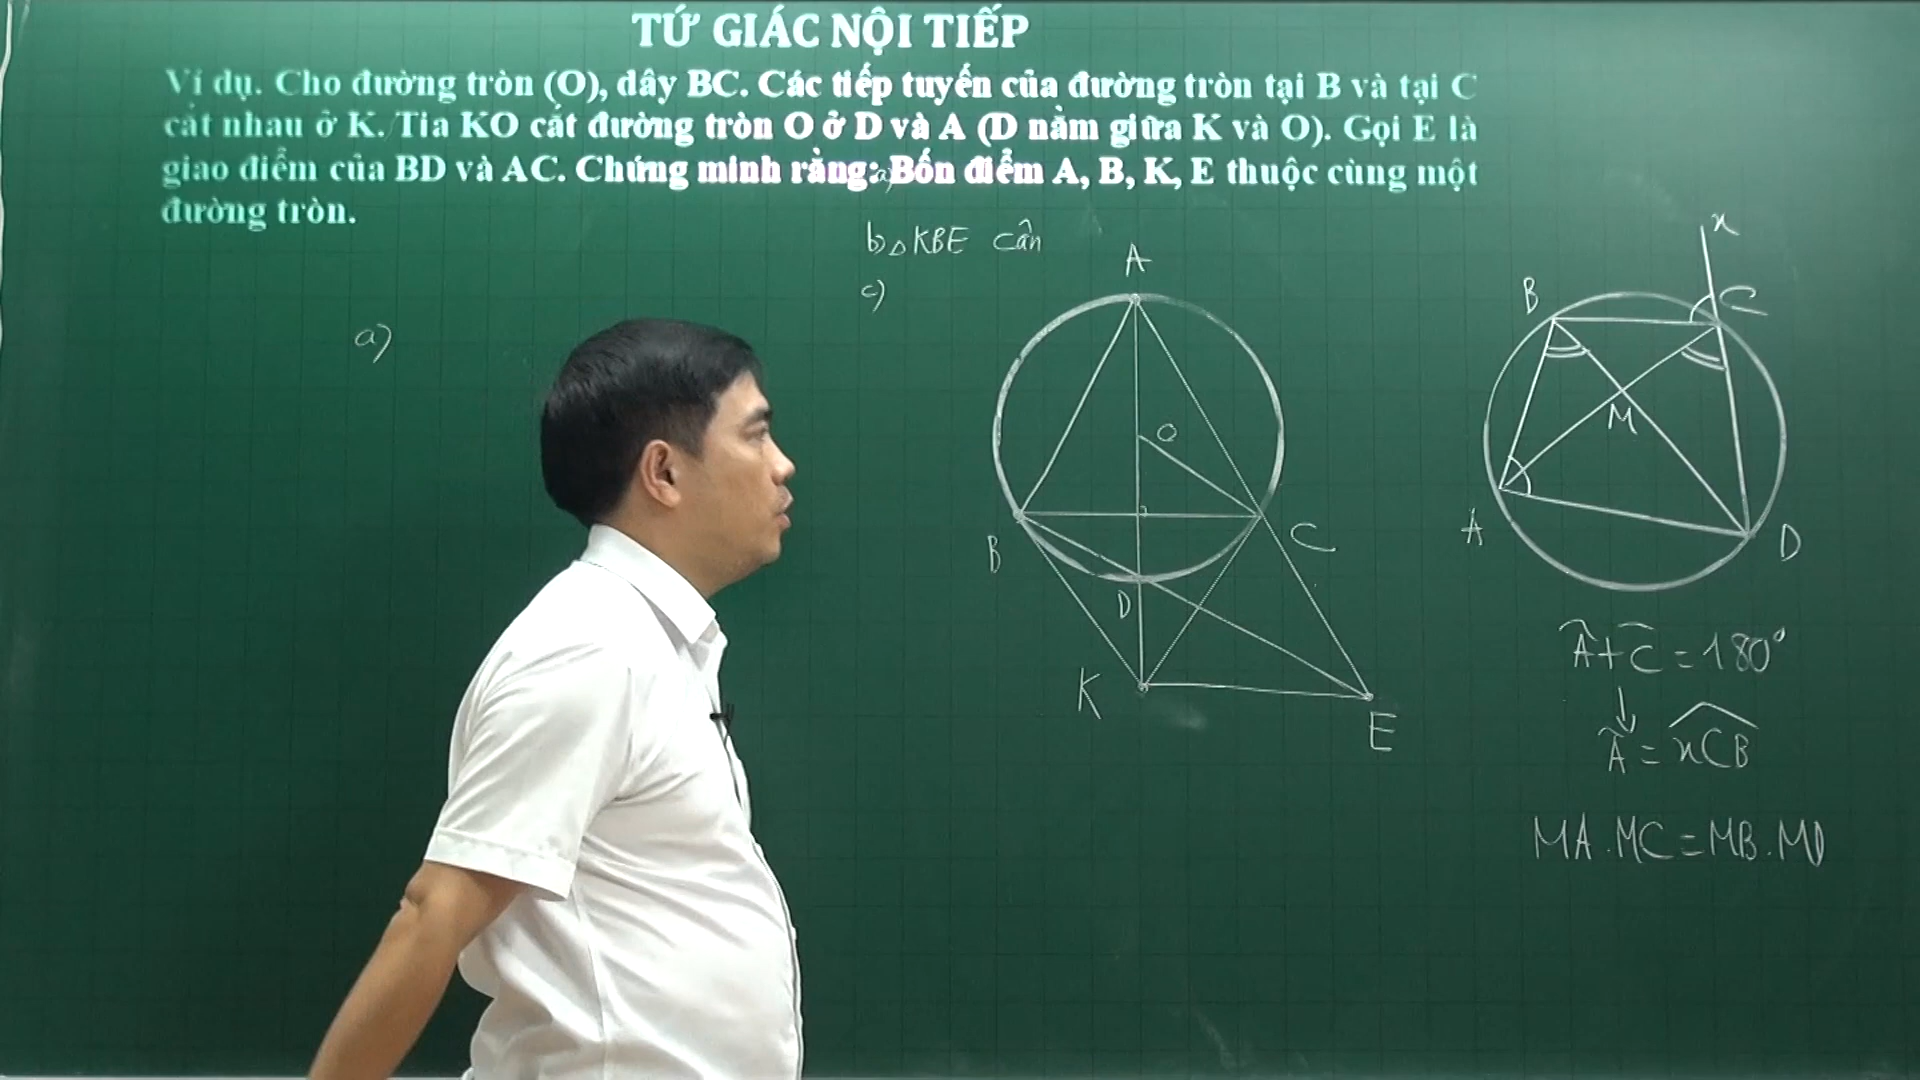 TỨ GIÁC NỘI TIẾP
Ví dụ. Cho đường tròn (O), dây BC. Các tiếp tuyến của đường tròn tại B và tại C
cắt nhau ở K. Tia KO cắt đường tròn O ở D và A (D nằm giữa K và O). Gọi E là
giao điểm của BD và AC. Chứng minh rằng: a) Bốn điểm A, B, K, E thuộc cùng một
đường tròn.
b) △KBE cân
c)
a)
A
O
B
C
D
K
E
x
B
C
M
A
D
Â + Ĉ = 180°
↓
Â = \widehat{xCB}
MA.MC = MB.MD